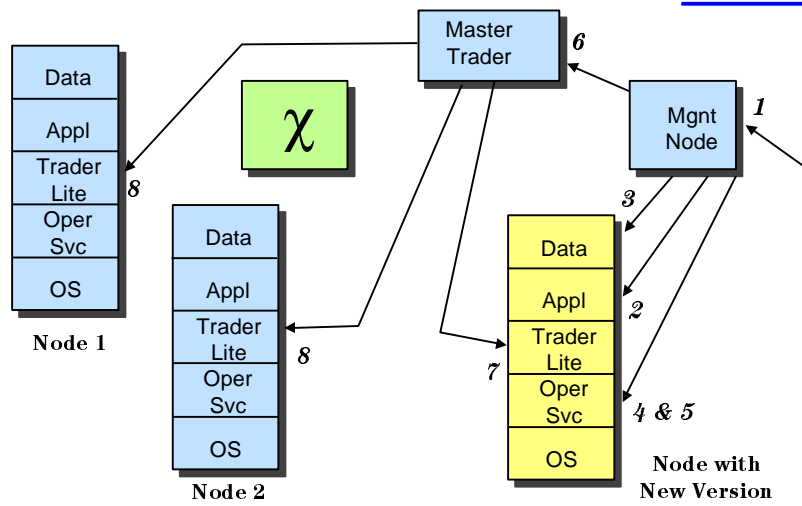 Master
Trader
6
Mgnt
Node
1
Data
Appl
Trader
Lite
Oper
Svc
OS
8
Node 1
χ
Data
Appl
Trader
Lite
Oper
Svc
OS
8
Node 2
3
2
7
4 & 5
Data
Appl
Trader
Lite
Oper
Svc
OS
Node with
New Version